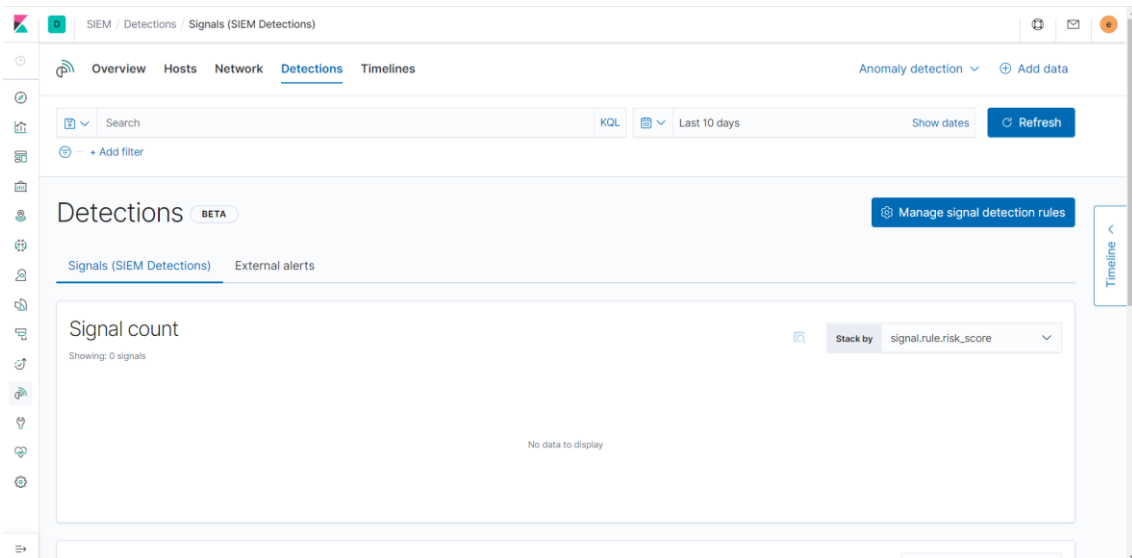 D SIEM / Detections / Signals (SIEM Detections) e
Overview Hosts Network Detections Timelines Anomaly detection Add data
Search KQL Last 10 days Show dates Refresh
+ Add filter
Detections BETA Manage signal detection rules
Timeline
Signals (SIEM Detections) External alerts
Signal count
Stack by signal.rule.risk_score
Showing: 0 signals
No data to display